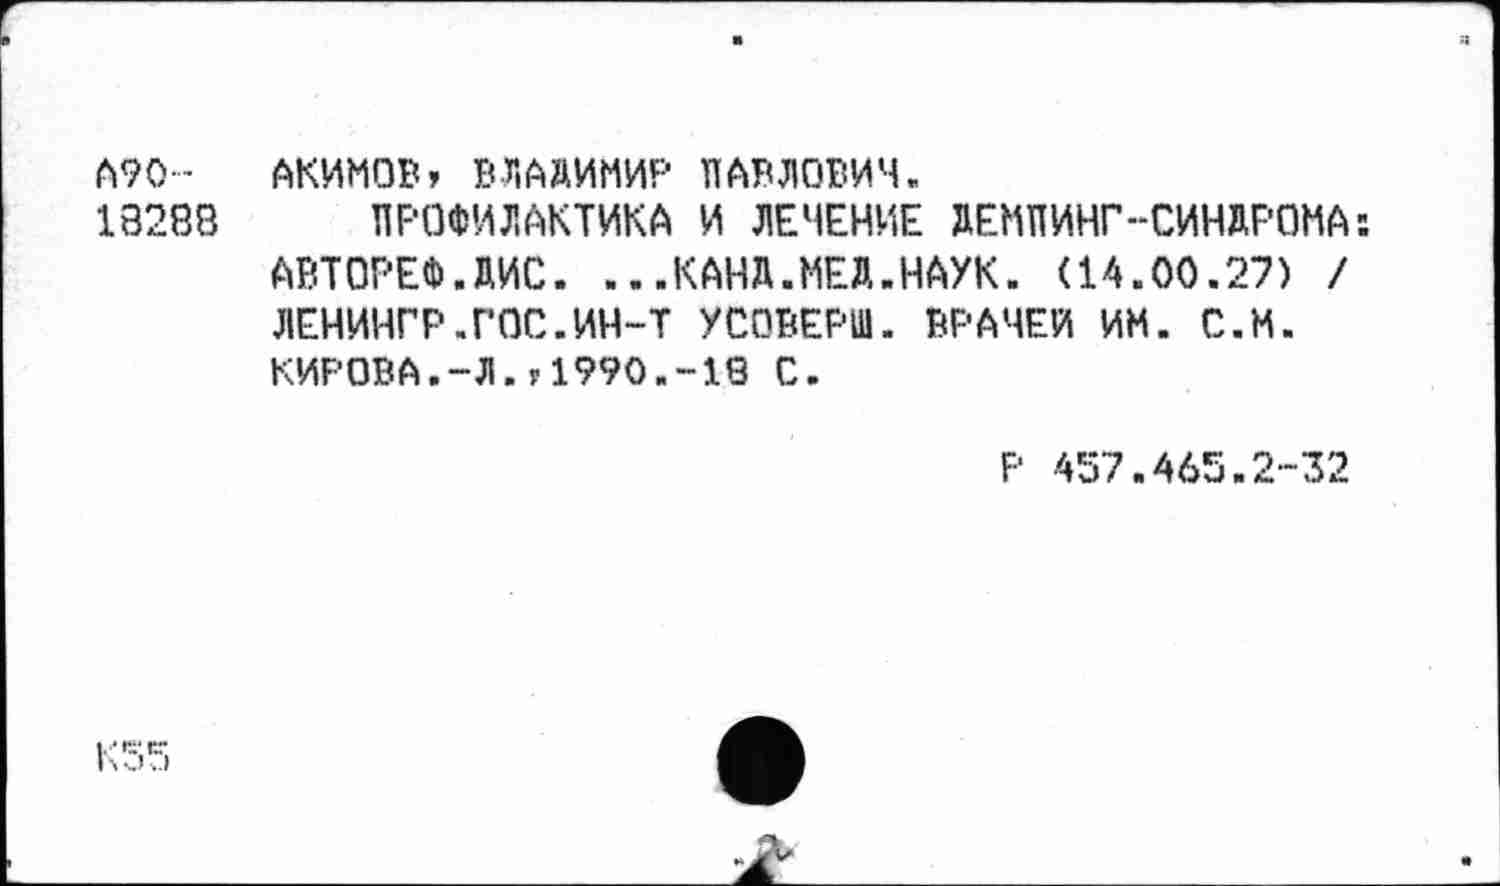 А90-   АКИМОВ, ВЛАДИМИР ПАВЛОВИЧ.
18288   ПРОФИЛАКТИКА И ЛЕЧЕНИЕ ДЕМПИНГ-СИНДРОМА:
АВТОРЕФ.ДИС. ...КАНД.МЕД.НАУК. (14.00.27) /
ЛЕНИНГР.ГОС.ИН-Т УСОВЕРШ. ВРАЧЕЙ ИМ. С.М.
КИРОВА.-Л.,1990.-18 С.
Р 457.465.2-32
К55